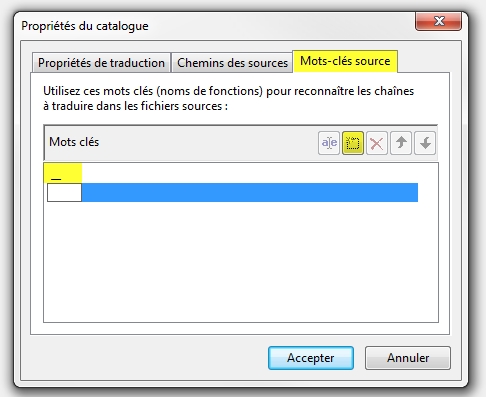 Propriétés du catalogue
Propriétés de traduction
Chemins des sources
Mots-clés source
Utilisez ces mots clés (noms de fonctions) pour reconnaître les chaînes
à traduire dans les fichiers sources :
Mots clés
a|e
__
Accepter
Annuler